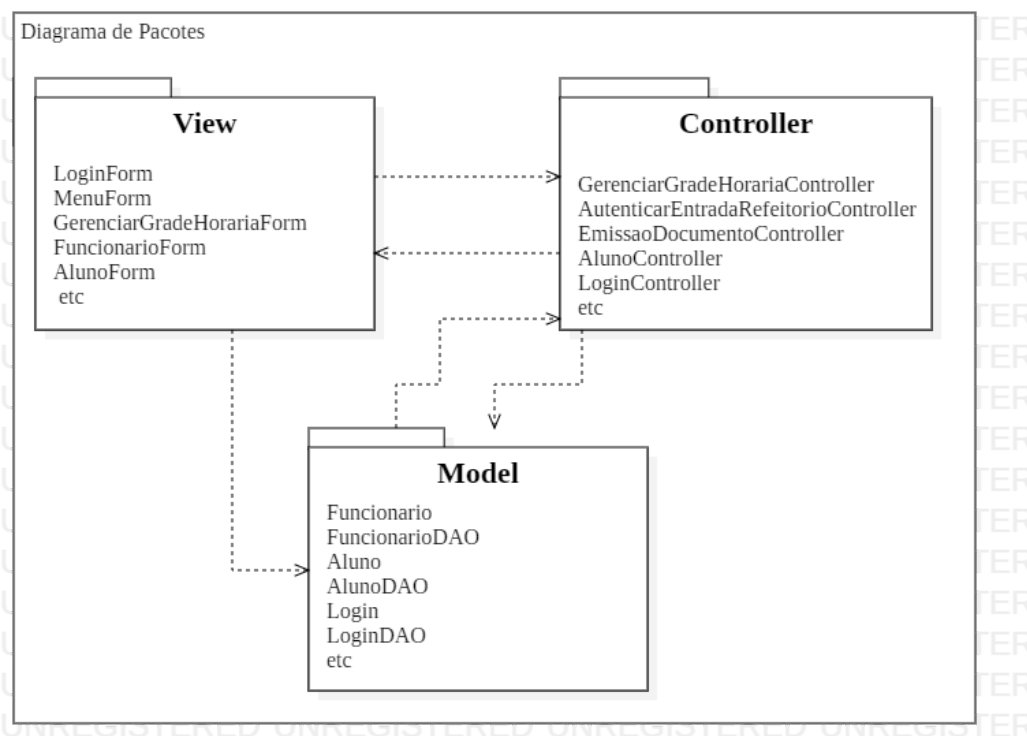 Diagrama de Pacotes
View
LoginForm
MenuForm
GerenciarGradeHorariaForm
FuncionarioForm
AlunoForm
etc
Controller
GerenciarGradeHorariaController
AutenticarEntradaRefeitorioController
EmissaoDocumentoController
AlunoController
LoginController
etc
Model
Funcionario
FuncionarioDAO
Aluno
AlunoDAO
Login
LoginDAO
etc
UNREGISTERED UNREGISTERED UNREGISTERED UNREGISTERED